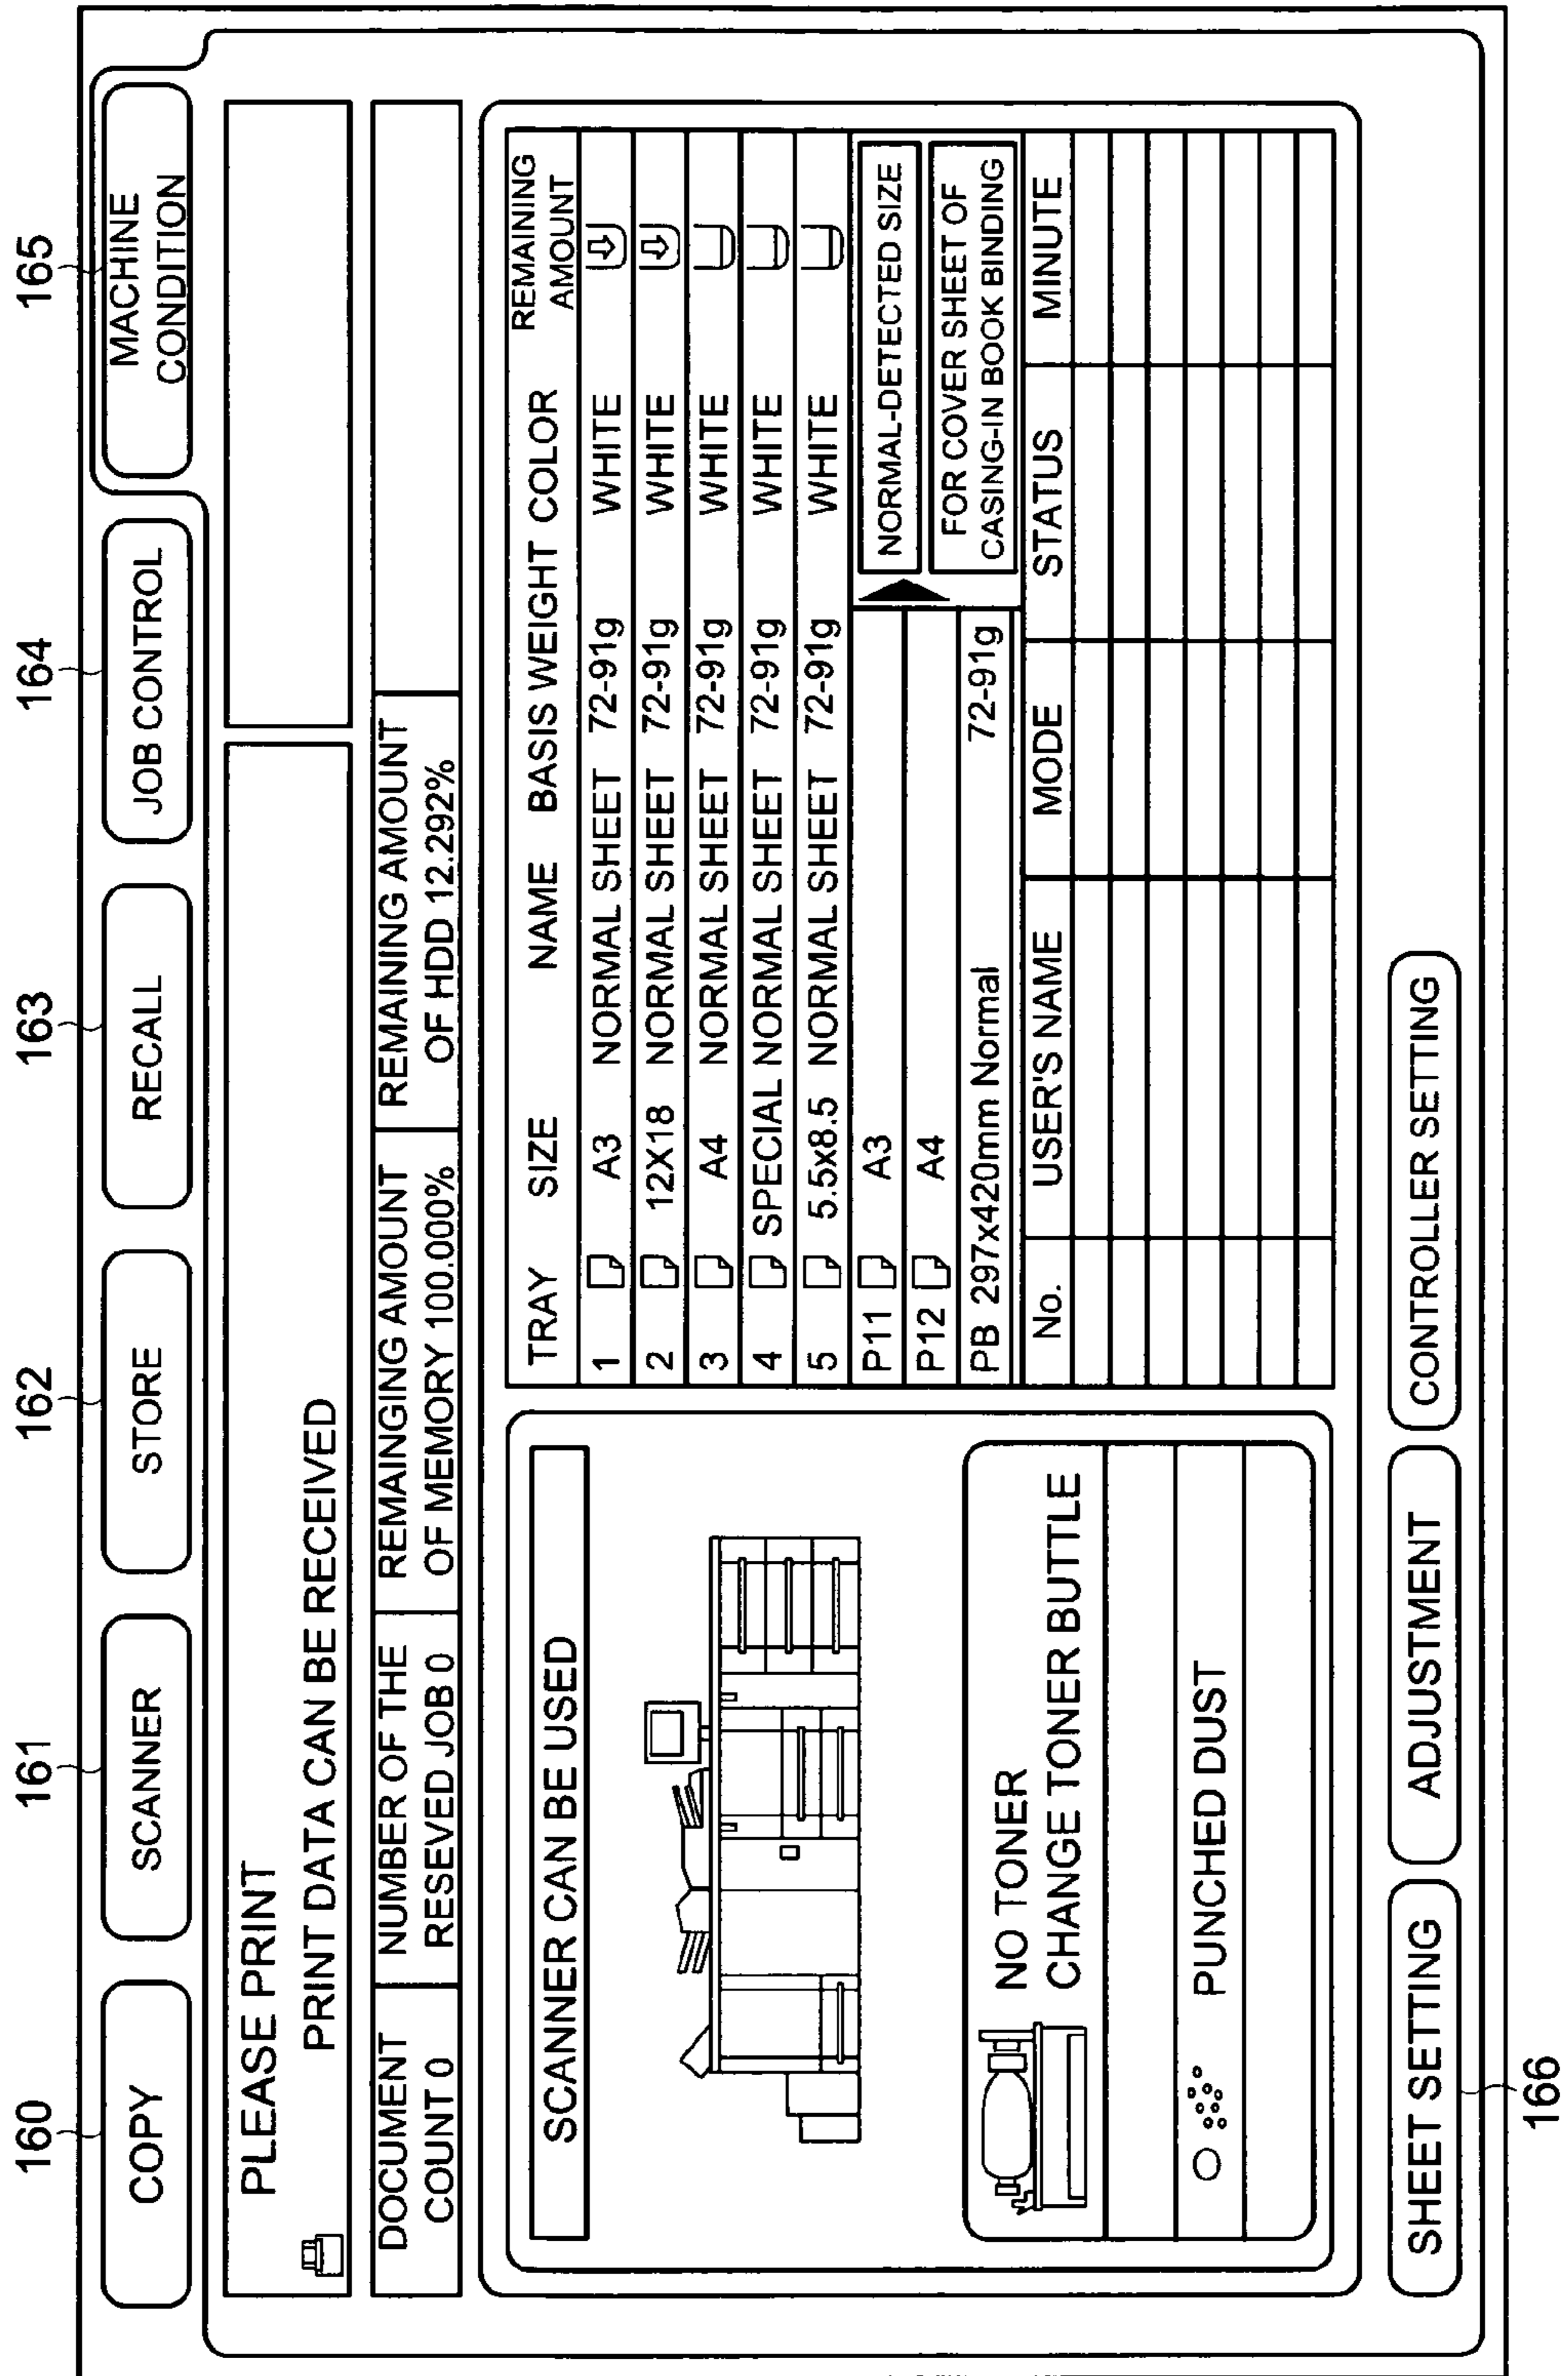 160
161
162
163
164
165
COPY
SCANNER
STORE
RECALL
JOB CONTROL
MACHINE
CONDITION
PLEASE PRINT
PRINT DATA CAN BE RECEIVED
DOCUMENT
COUNT 0
NUMBER OF THE
RESEVED JOB 0
REMAINGING AMOUNT
OF MEMORY 100.000%
REMAINING AMOUNT
OF HDD 12.292%
SCANNER CAN BE USED
NO TONER
CHANGE TONER BUTTLE
PUNCHED DUST
TRAY SIZE NAME BASIS WEIGHT COLOR REMAINING
AMOUNT
1 A3 NORMAL SHEET 72-91g WHITE
2 12X18 NORMAL SHEET 72-91g WHITE
3 A4 NORMAL SHEET 72-91g WHITE
4 SPECIAL NORMAL SHEET 72-91g WHITE
5 5.5x8.5 NORMAL SHEET 72-91g WHITE
P11 A3
P12 A4
PB 297x420mm Normal 72-91g
NORMAL-DETECTED SIZE
FOR COVER SHEET OF
CASING-IN BOOK BINDING
No. USER'S NAME MODE STATUS MINUTE
SHEET SETTING
ADJUSTMENT
CONTROLLER SETTING
166